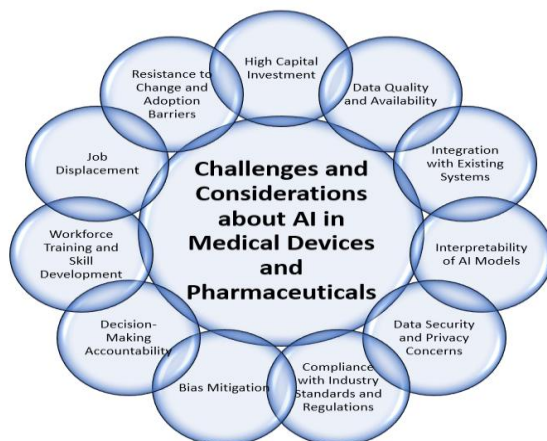 High Capital
Investment
Data Quality
and Availability
Integration
with Existing
Systems
Interpretability
of AI Models
Data Security
and Privacy
Concerns
Compliance
with Industry
Standards and
Regulations
Bias Mitigation
Decision-
Making
Accountability
Workforce
Training and
Skill
Development
Job
Displacement
Resistance to
Change and
Adoption
Barriers
Challenges and
Considerations
about AI in
Medical Devices
and
Pharmaceuticals